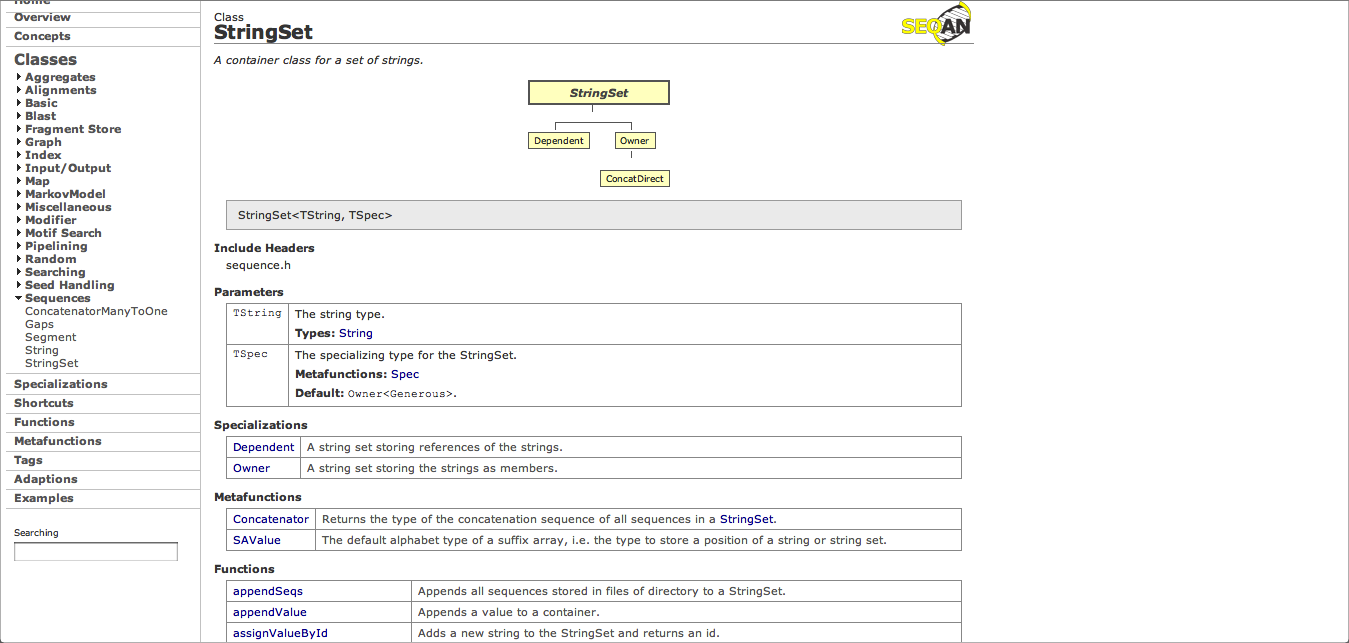 Home
Overview
Concepts
Classes
Aggregates
Alignments
Basic
Blast
Fragment Store
Graph
Index
Input/Output
Map
MarkovModel
Miscellaneous
Modifier
Motif Search
Pipelining
Random
Searching
Seed Handling
Sequences
ConcatenatorManyToOne
Gaps
Segment
String
StringSet
Specializations
Shortcuts
Functions
Metafunctions
Tags
Adaptions
Examples
Searching
Class
StringSet
SEQAN
A container class for a set of strings.
StringSet
Dependent Owner
ConcatDirect
StringSet<TString, TSpec>
Include Headers
sequence.h
Parameters
TString The string type.
Types: String
TSpec The specializing type for the StringSet.
Metafunctions: Spec
Default: Owner<Generous>.
Specializations
Dependent A string set storing references of the strings.
Owner A string set storing the strings as members.
Metafunctions
Concatenator Returns the type of the concatenation sequence of all sequences in a StringSet.
SAValue The default alphabet type of a suffix array, i.e. the type to store a position of a string or string set.
Functions
appendSeqs Appends all sequences stored in files of directory to a StringSet.
appendValue Appends a value to a container.
assignValueById Adds a new string to the StringSet and returns an id.